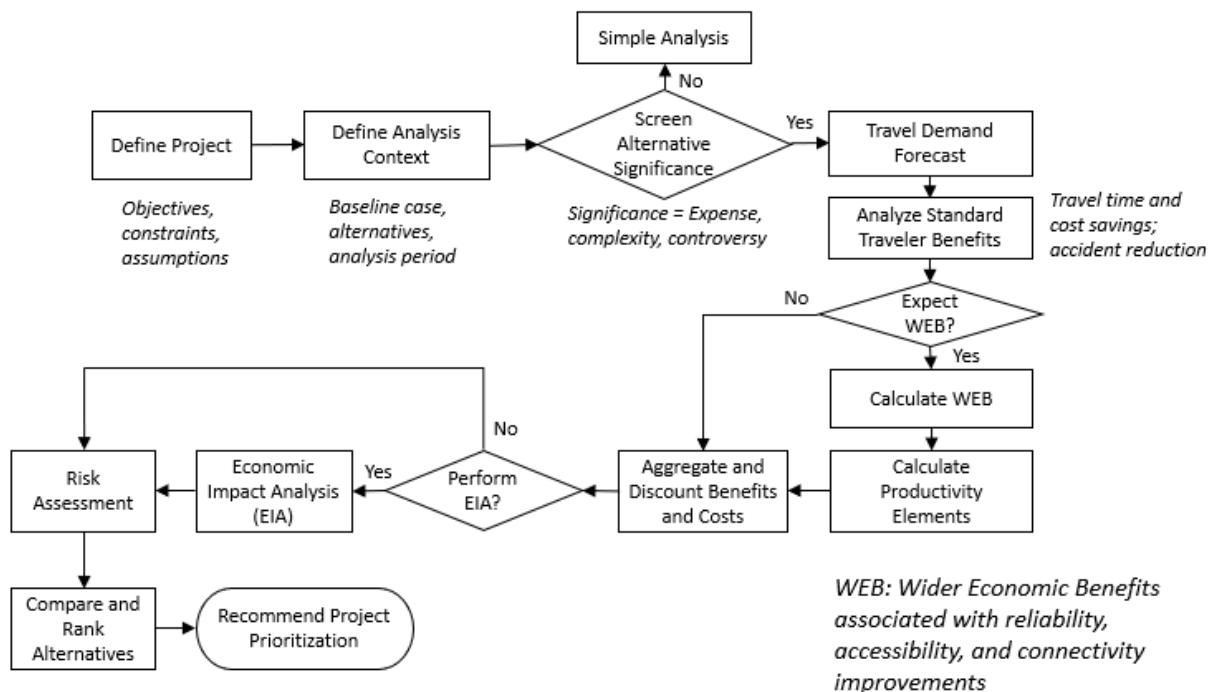 Simple Analysis
No
Define Project
Define Analysis
Context
Screen
Alternative
Significance
Yes
Travel Demand
Forecast
Objectives,
constraints,
assumptions
Baseline case,
alternatives,
analysis period
Significance = Expense,
complexity, controversy
Analyze Standard
Traveler Benefits
Travel time and
cost savings;
accident reduction
No
Expect
WEB?
Yes
Calculate WEB
No
Risk
Assessment
Economic
Impact Analysis
(EIA)
Yes
Perform
EIA?
Aggregate and
Discount Benefits
and Costs
Calculate
Productivity
Elements
Compare and
Rank
Alternatives
Recommend Project
Prioritization
WEB: Wider Economic Benefits
associated with reliability,
accessibility, and connectivity
improvements